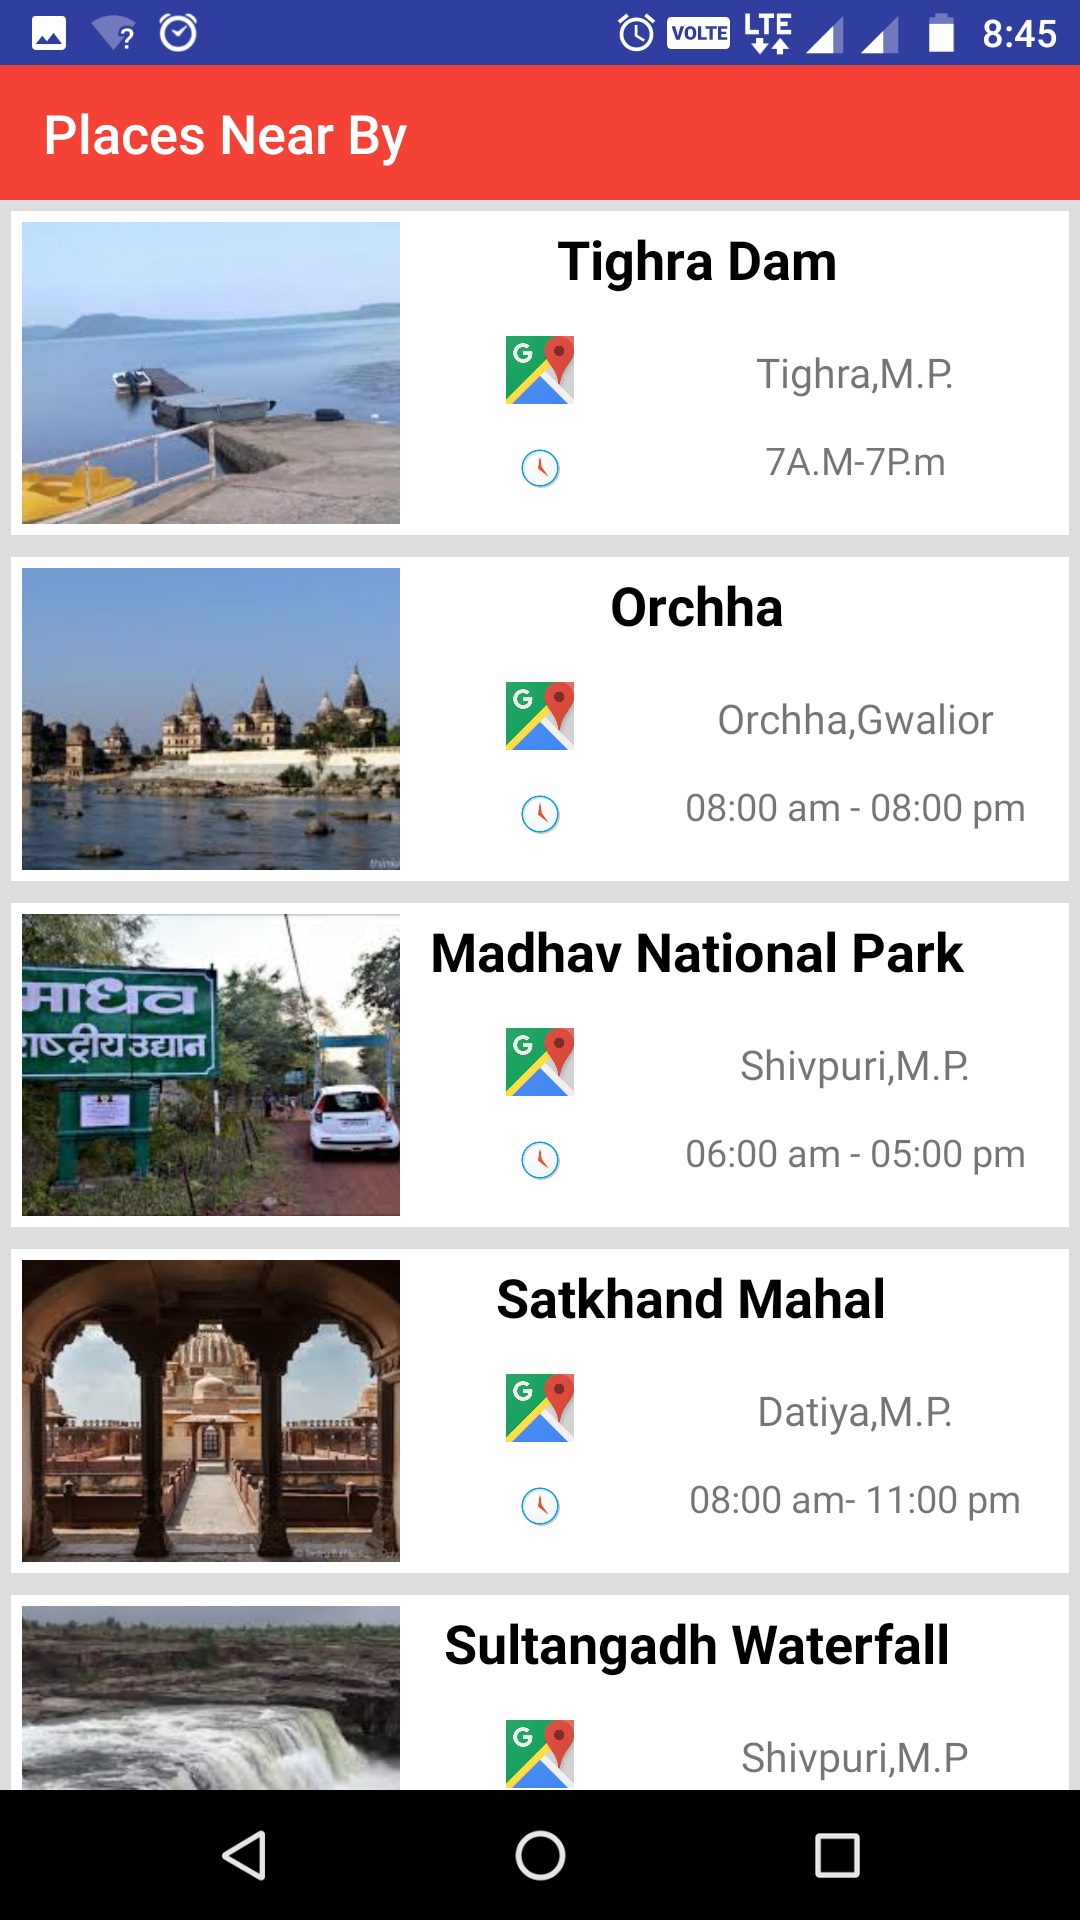 VOLTE LTE 8:45
Places Near By
Tighra Dam
Tighra,M.P.
7A.M-7P.m
Orchha
Orchha,Gwalior
08:00 am - 08:00 pm
माधव
राष्ट्रीय उद्यान
Madhav National Park
Shivpuri,M.P.
06:00 am - 05:00 pm
Satkhand Mahal
Datiya,M.P.
08:00 am- 11:00 pm
Sultangadh Waterfall
Shivpuri,M.P